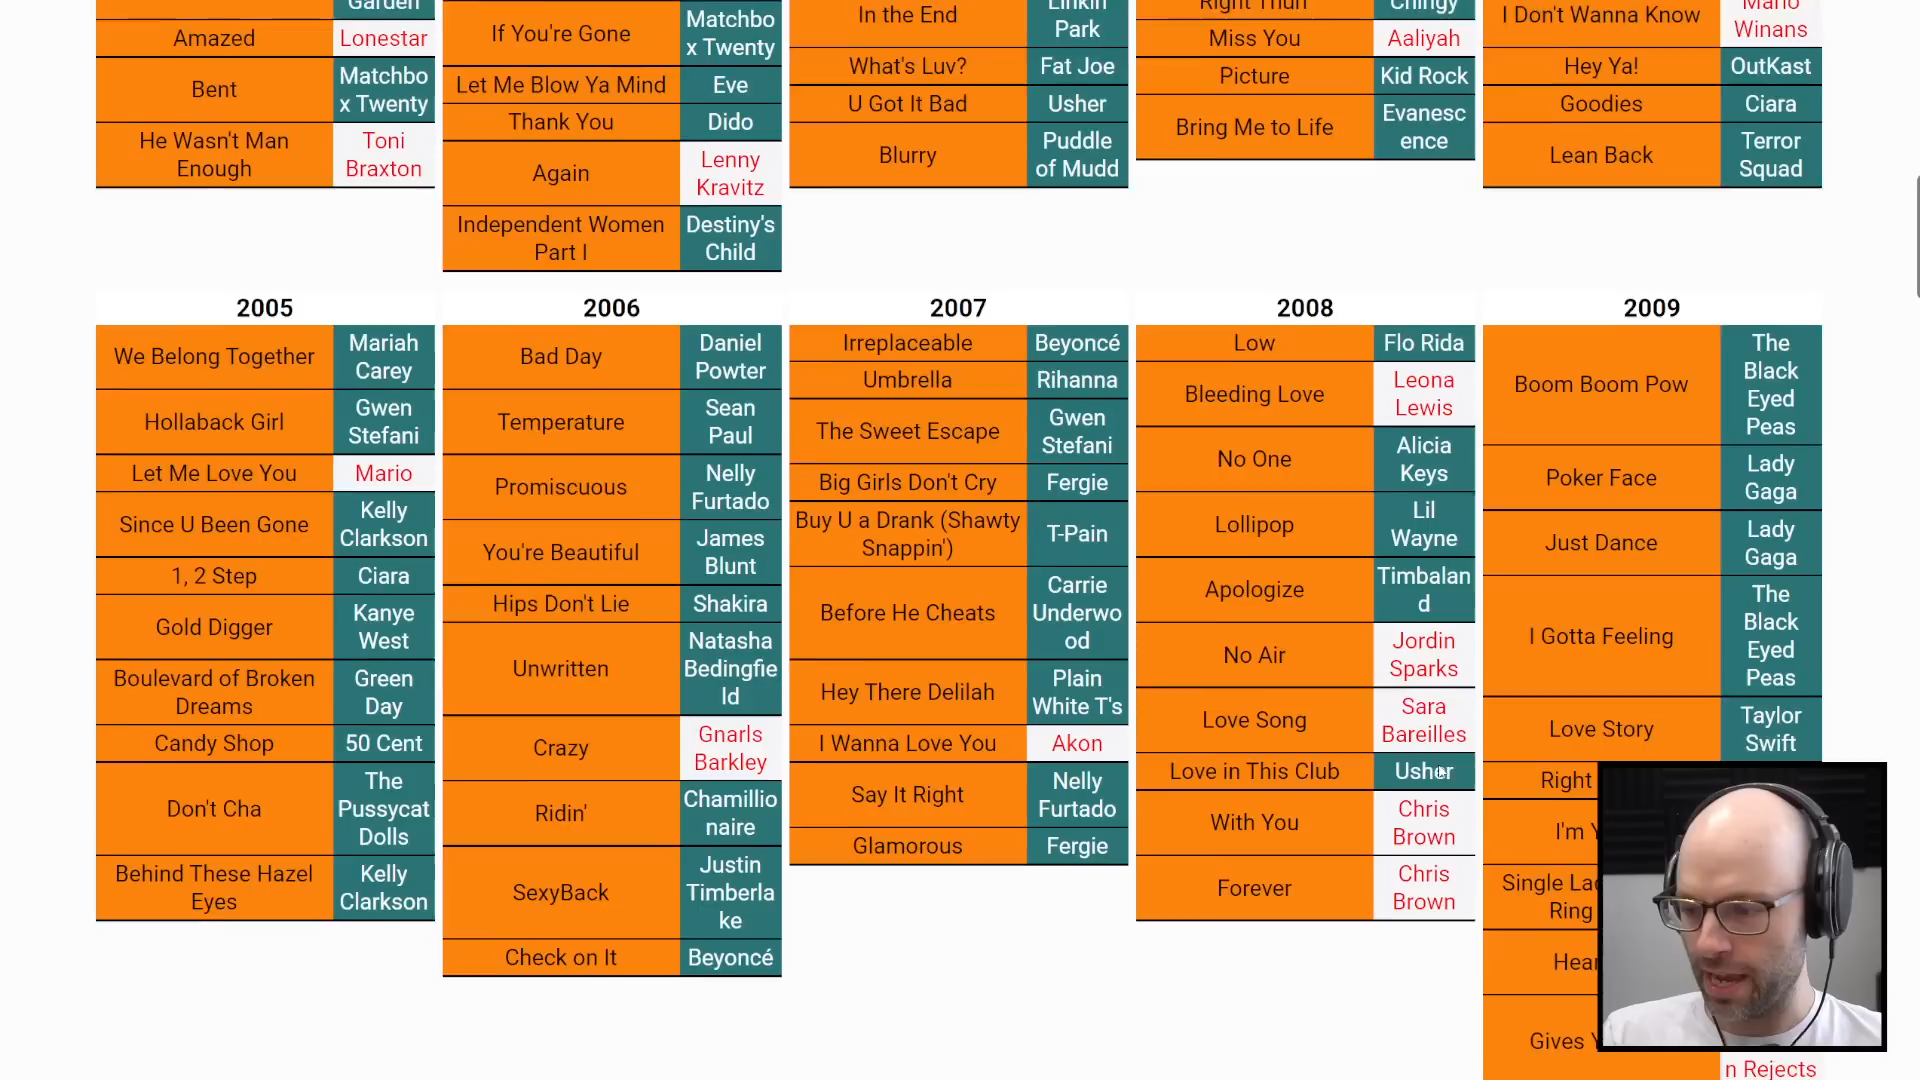 Garden
Amazed
Lonestar
Bent
Matchbo
x Twenty
He Wasn't Man
Enough
Toni
Braxton
If You're Gone
Matchbo
x Twenty
Let Me Blow Ya Mind
Eve
Thank You
Dido
Again
Lenny
Kravitz
Independent Women
Part I
Destiny's
Child
In the End
Linkin
Park
What's Luv?
Fat Joe
U Got It Bad
Usher
Blurry
Puddle
of Mudd
Right Thurr
Chingy
Miss You
Aaliyah
Picture
Kid Rock
Bring Me to Life
Evanesc
ence
I Don't Wanna Know
Mario
Winans
Hey Ya!
OutKast
Goodies
Ciara
Lean Back
Terror
Squad
2005
We Belong Together
Mariah
Carey
Hollaback Girl
Gwen
Stefani
Let Me Love You
Mario
Since U Been Gone
Kelly
Clarkson
1, 2 Step
Ciara
Gold Digger
Kanye
West
Boulevard of Broken
Dreams
Green
Day
Candy Shop
50 Cent
Don't Cha
The
Pussycat
Dolls
Behind These Hazel
Eyes
Kelly
Clarkson
2006
Bad Day
Daniel
Powter
Temperature
Sean
Paul
Promiscuous
Nelly
Furtado
You're Beautiful
James
Blunt
Hips Don't Lie
Shakira
Unwritten
Natasha
Bedingfie
ld
Crazy
Gnarls
Barkley
Ridin'
Chamillio
naire
SexyBack
Justin
Timberla
ke
Check on It
Beyoncé
2007
Irreplaceable
Beyoncé
Umbrella
Rihanna
The Sweet Escape
Gwen
Stefani
Big Girls Don't Cry
Fergie
Buy U a Drank (Shawty
Snappin')
T-Pain
Before He Cheats
Carrie
Underwo
od
Hey There Delilah
Plain
White T's
I Wanna Love You
Akon
Say It Right
Nelly
Furtado
Glamorous
Fergie
2008
Low
Flo Rida
Bleeding Love
Leona
Lewis
No One
Alicia
Keys
Lollipop
Lil
Wayne
Apologize
Timbalan
d
No Air
Jordin
Sparks
Love Song
Sara
Bareilles
Love in This Club
Usher
With You
Chris
Brown
Forever
Chris
Brown
2009
Boom Boom Pow
The
Black
Eyed
Peas
Poker Face
Lady
Gaga
Just Dance
Lady
Gaga
I Gotta Feeling
The
Black
Eyed
Peas
Love Story
Taylor
Swift
Right
I'm
Single
Ring
Gives
n Rejects